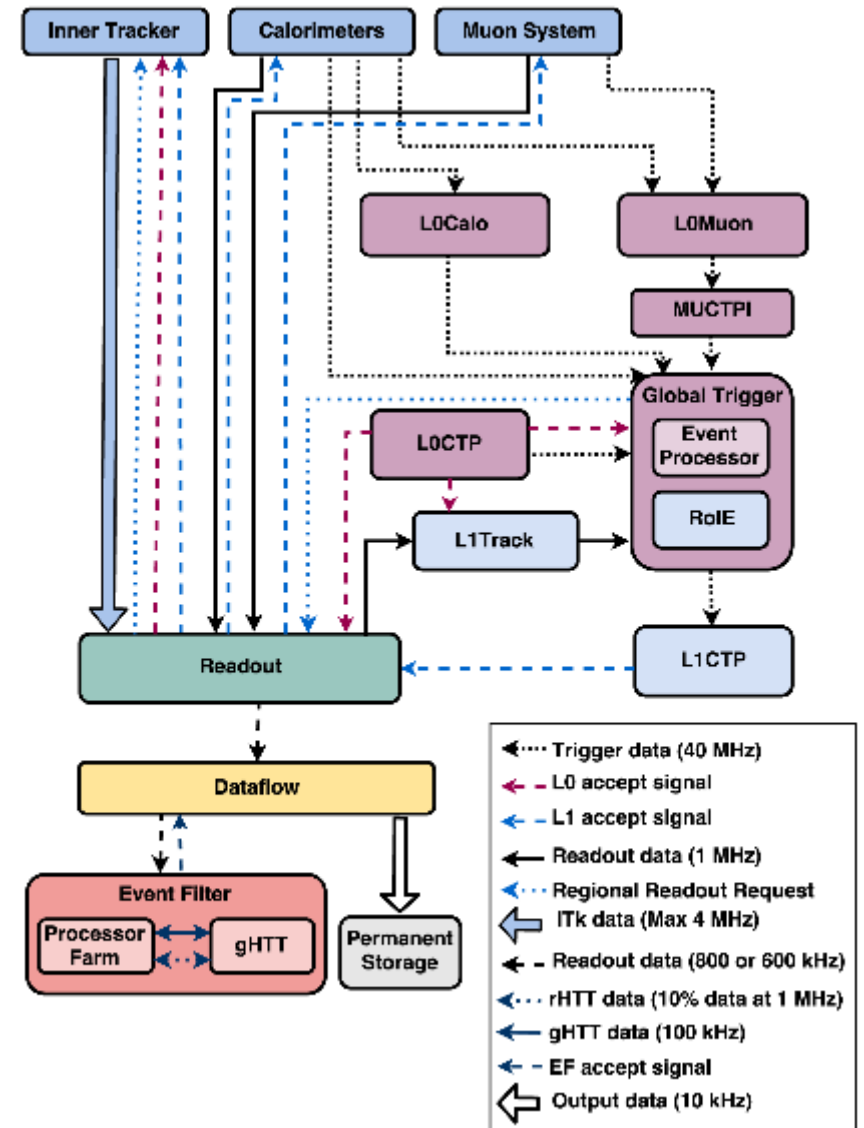 Inner Tracker
Calorimeters
Muon System
L0Calo
L0Muon
MUCTPI
Global Trigger
Event
Processor
RoIE
L0CTP
L1Track
L1CTP
Readout
Dataflow
Event Filter
Processor
Farm
gHTT
Permanent
Storage
Trigger data (40 MHz)
L0 accept signal
L1 accept signal
Readout data (1 MHz)
Regional Readout Request
ITk data (Max 4 MHz)
Readout data (800 or 600 kHz)
rHTT data (10% data at 1 MHz)
gHTT data (100 kHz)
EF accept signal
Output data (10 kHz)